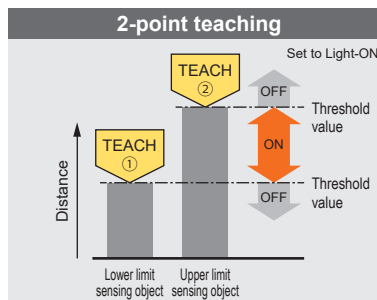 2-point teaching
Set to Light-ON
TEACH
②
OFF
Threshold
value
TEACH
①
ON
Threshold
value
OFF
Distance
Lower limit
sensing object
Upper limit
sensing object